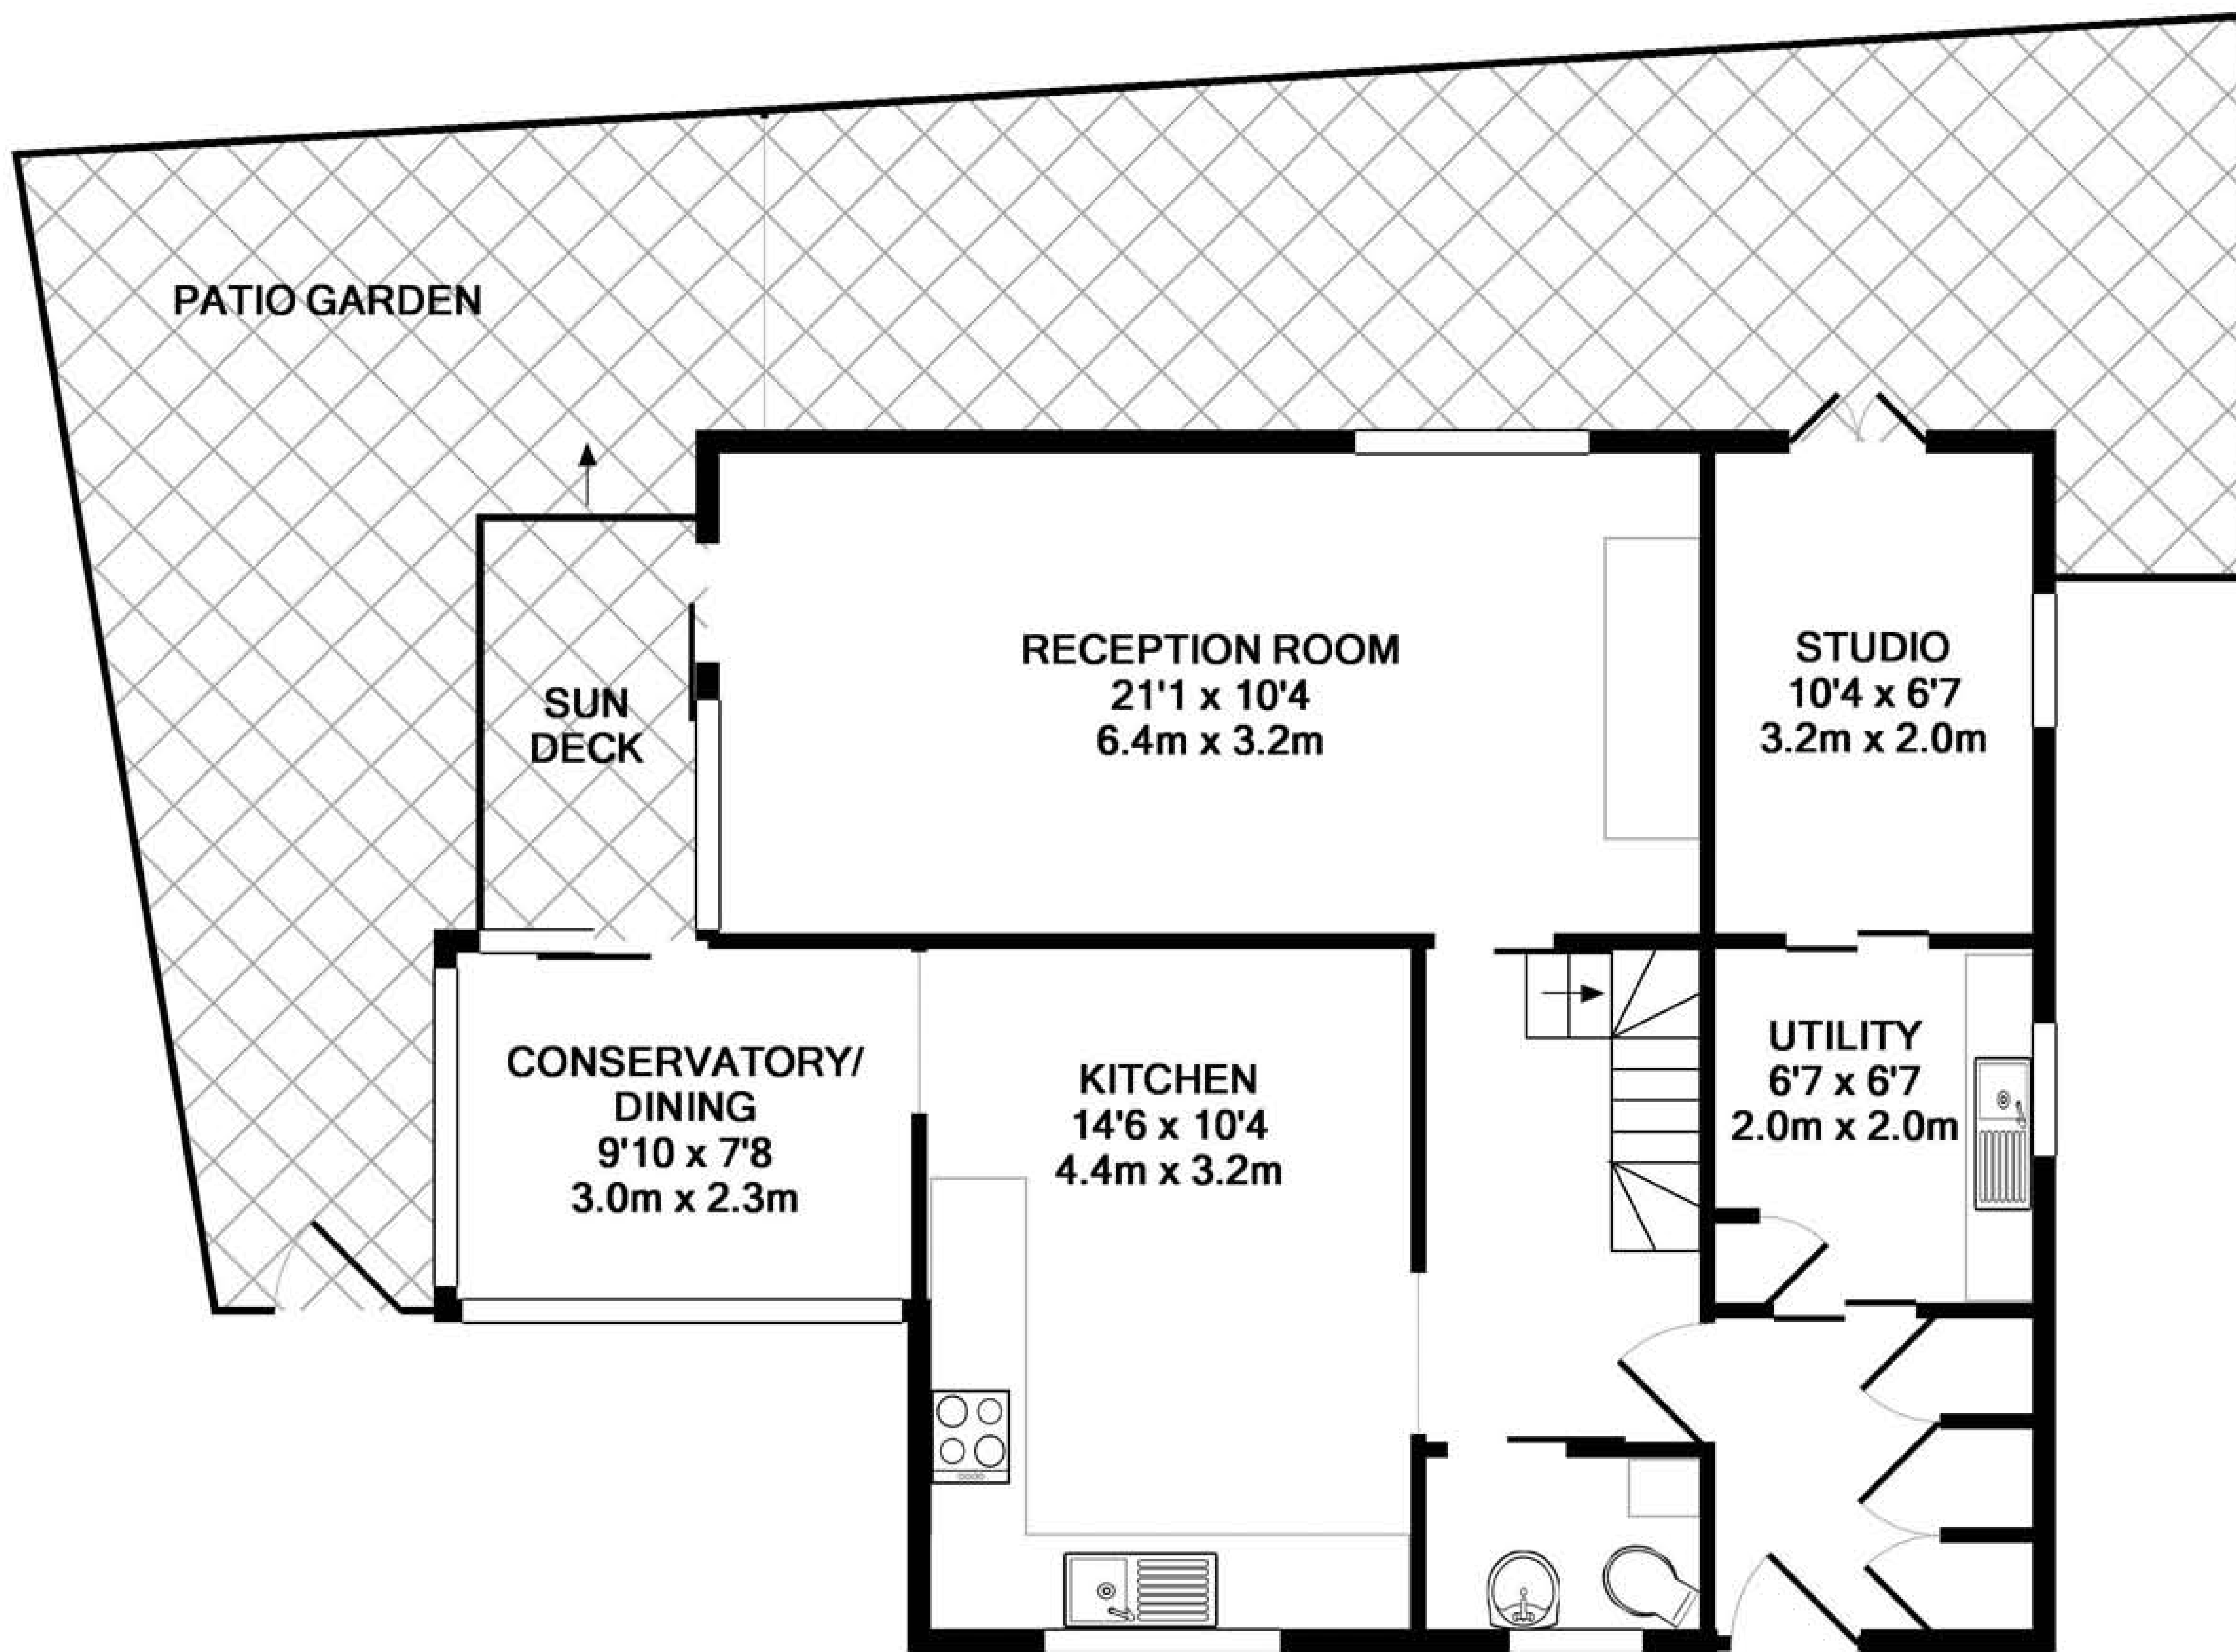 PATIO GARDEN
SUN
DECK
RECEPTION ROOM
21'1 x 10'4
6.4m x 3.2m
STUDIO
10'4 x 6'7
3.2m x 2.0m
CONSERVATORY/
DINING
9'10 x 7'8
3.0m x 2.3m
KITCHEN
14'6 x 10'4
4.4m x 3.2m
UTILITY
6'7 x 6'7
2.0m x 2.0m